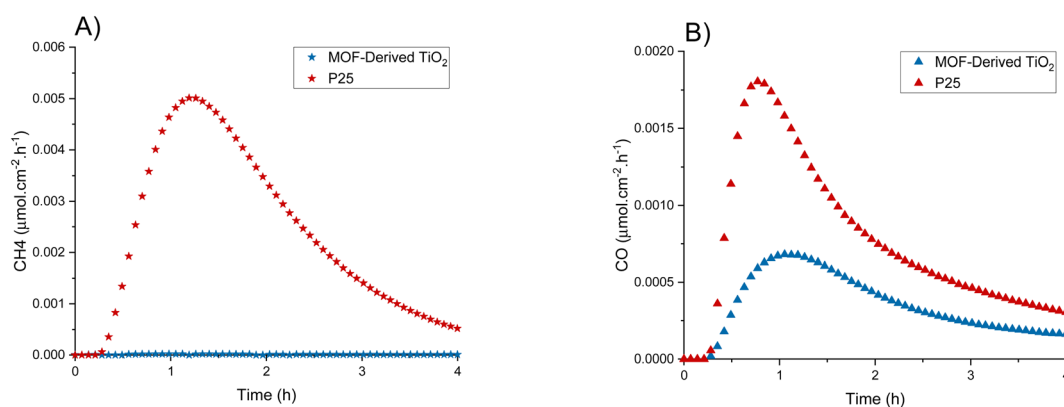 A)
MOF-Derived TiO₂
P25
0.006
0.005
0.004
0.003
0.002
0.001
0.000
CH4 (μmol.cm⁻².h⁻¹)
0 1 2 3 4
Time (h)
B)
MOF-Derived TiO₂
P25
0.0020
0.0015
0.0010
0.0005
0.0000
CO (μmol.cm⁻².h⁻¹)
0 1 2 3 4
Time (h)